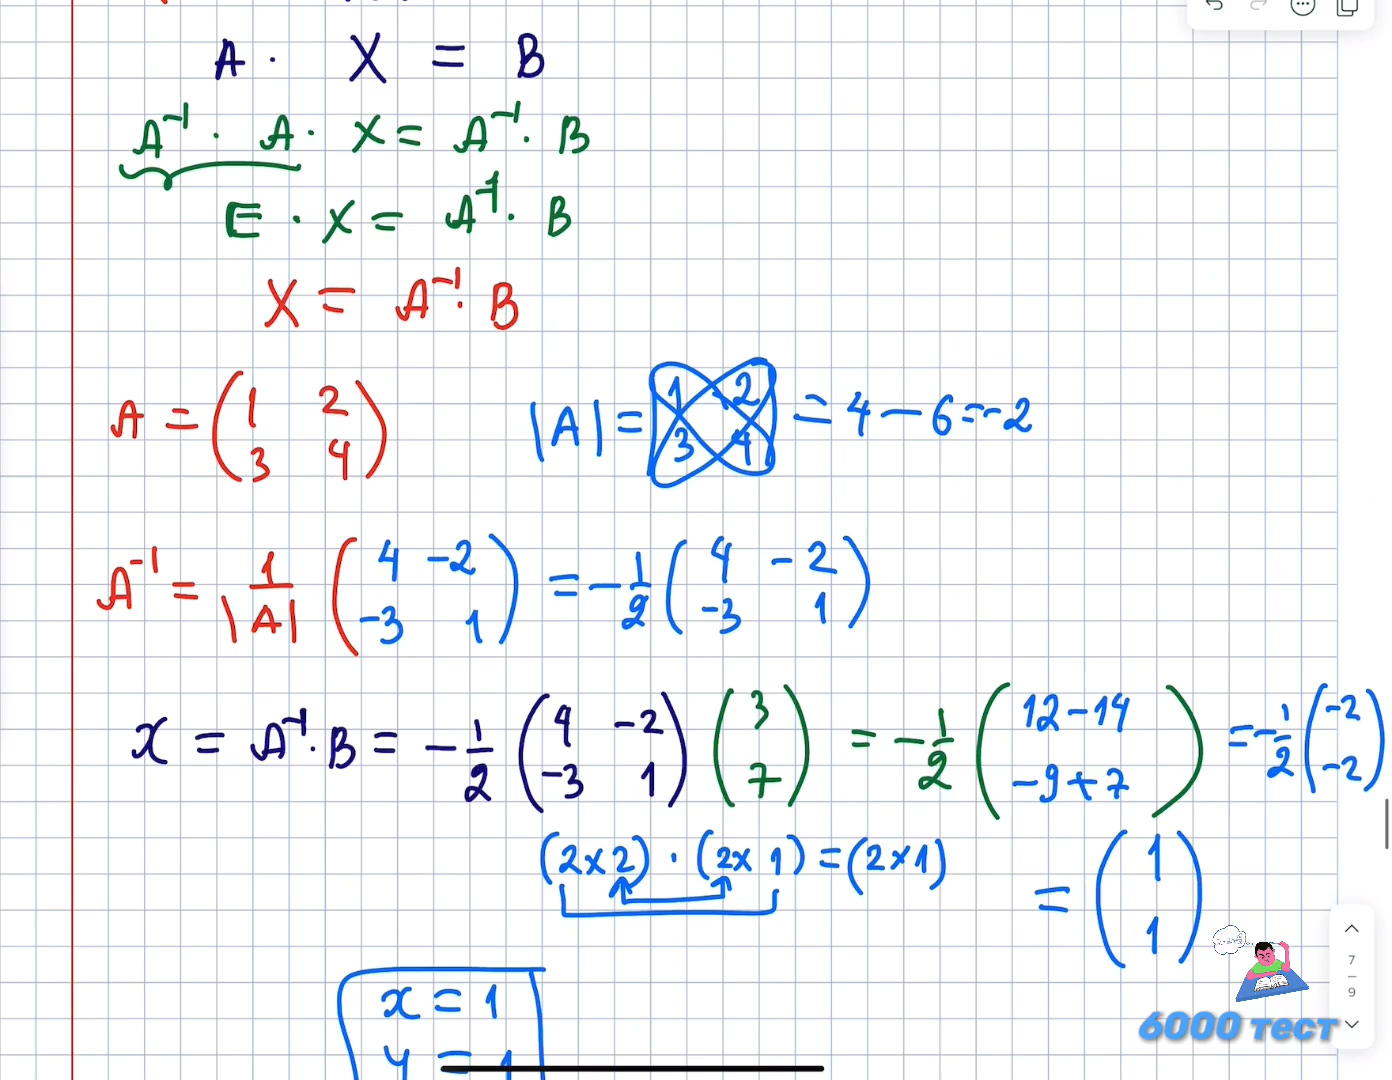 A · X = B
A⁻¹ · A · X = A⁻¹ · B
E · X = A⁻¹ · B
X = A⁻¹ · B
A = (1 2
3 4)
|A| = |1 2
3 4| = 4 − 6 = −2
A⁻¹ = 1/|A| (4 −2
−3 1) = −1/2 (4 −2
−3 1)
x = A⁻¹ · B = −1/2 (4 −2
−3 1) (3
7) = −1/2 (12 − 14
−9 + 7) = −1/2 (−2
−2)
(2 × 2) · (2 × 1) = (2 × 1)
= (1
1)
x = 1
y = 1
7
9
6000 тест